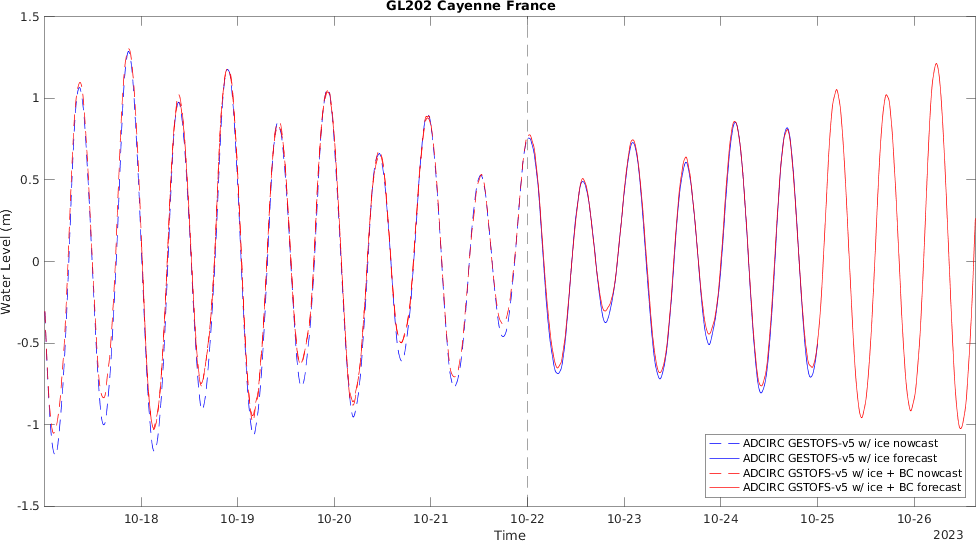 GL202 Cayenne France
Water Level (m)
1.5
1
0.5
0
-0.5
-1
-1.5
ADCIRC GESTOFS-v5 w/ ice nowcast
ADCIRC GESTOFS-v5 w/ ice forecast
ADCIRC GSTOFS-v5 w/ ice + BC nowcast
ADCIRC GSTOFS-v5 w/ ice + BC forecast
10-18 10-19 10-20 10-21 10-22 10-23 10-24 10-25 10-26
Time
2023